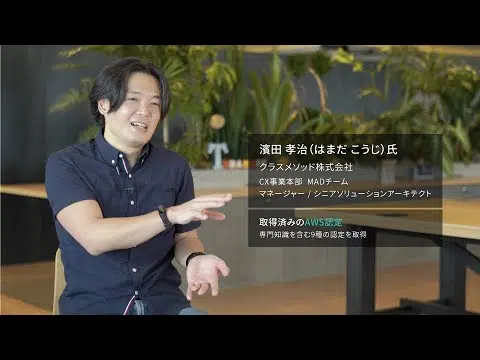 濱田 孝治（はまだ こうじ）氏
クラスメソッド株式会社
CX事業本部 MADチーム
マネージャー / シニアソリューションアーキテクト
取得済みのAWS認定
専門知識を含む9種の認定を取得